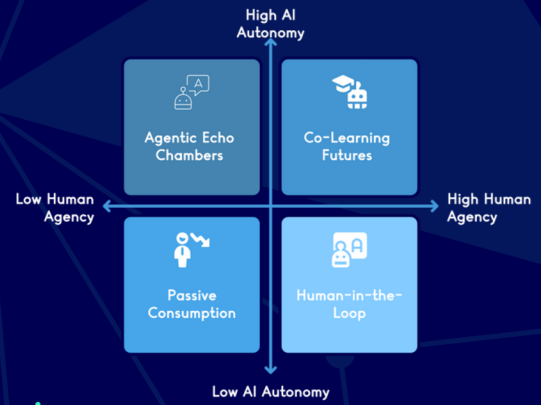 High AI
Autonomy
A
Agentic Echo
Chambers
Co-Learning
Futures
Low Human
Agency
High Human
Agency
A
Passive
Consumption
Human-in-the-
Loop
Low AI Autonomy